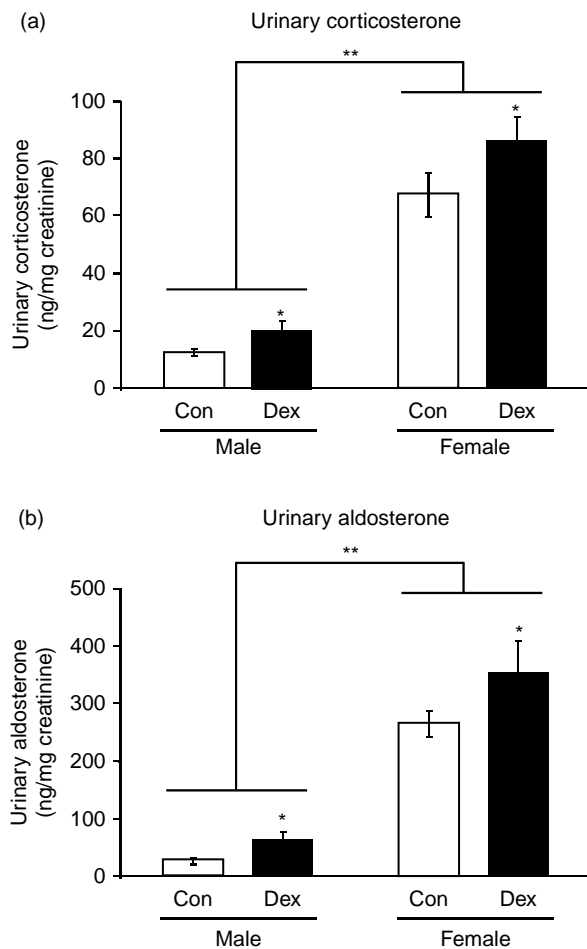 (a)
Urinary corticosterone
**
Urinary corticosterone
(ng/mg creatinine)
100
80
60
40
20
0
*
*
Con
Dex
Con
Dex
Male
Female
(b)
Urinary aldosterone
**
Urinary aldosterone
(ng/mg creatinine)
500
400
300
200
100
0
*
*
Con
Dex
Con
Dex
Male
Female